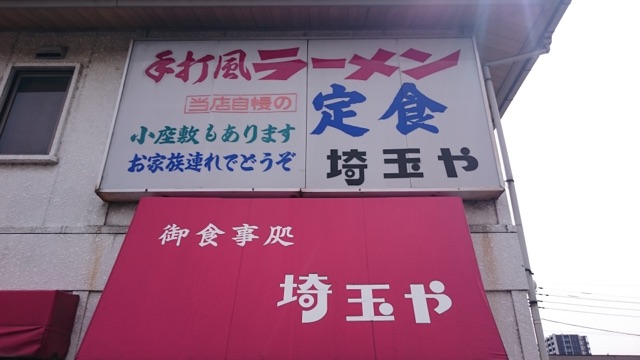 手打風ラーメン
当店自慢の
定食
小座敷もあります
お家族連れでどうぞ
埼玉や
御食事処
埼玉や